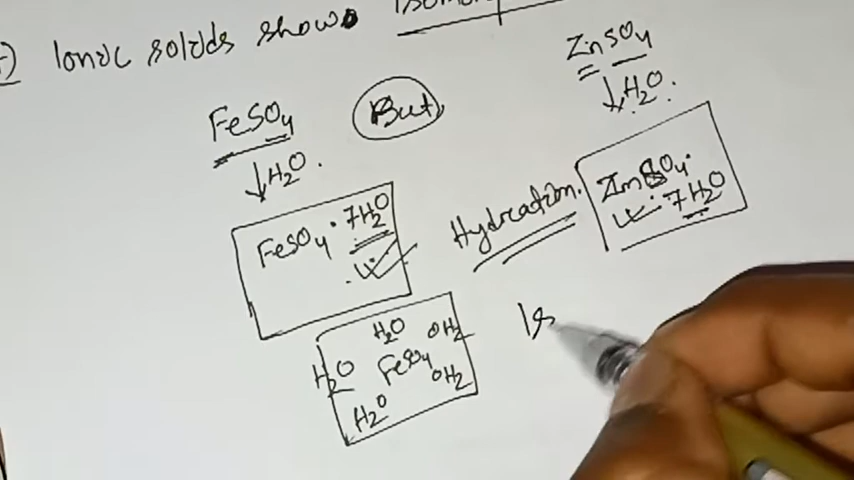 Ionic solids shows
ZnSO4
FeSO4
But,
↓H2O.
↓H2O.
FeSO4·7H2O
Hydration.
ZnSO4·7H2O
H2O
OH2
H2O
FeSO4
OH2
H2O
Is